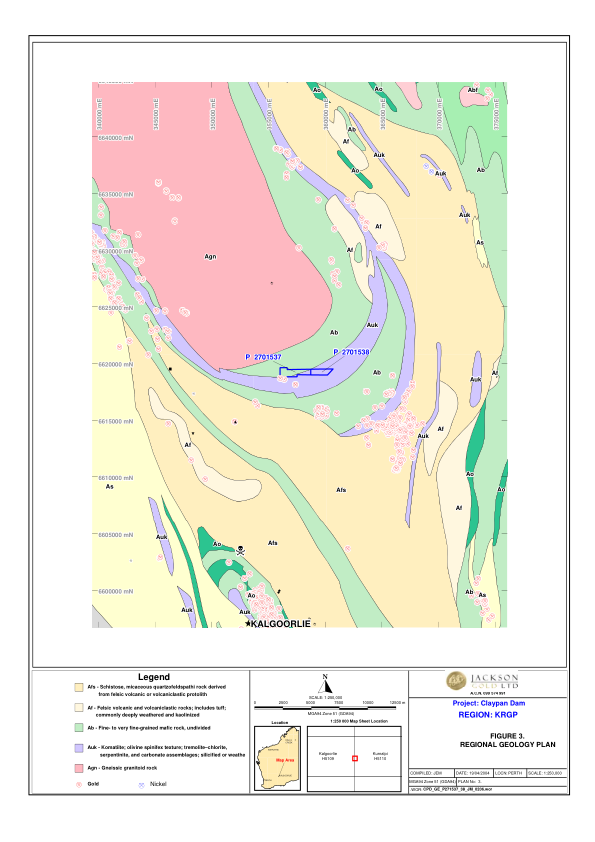 340000 mE
345000 mE
350000 mE
355000 mE
360000 mE
365000 mE
370000 mE
375000 mE
Ao
Ao
Abf
6640000 mN
Ab
Af
Auk
Ao
Auk
Ab
6635000 mN
Auk
Af
As
6630000 mN
Af
Agn
6625000 mN
Auk
Ab
P 2701537
P 2701538
6620000 mN
Ab
Af
Auk
6615000 mN
Af
Auk
Af
6610000 mN
Ao
As
Afs
Ao
Af
6605000 mN
Auk
Ao
Afs
6600000 mN
Ao
Ab
As
Auk
Auk
KALGOORLIE
Legend
Afs - Schistose, micaceous quartzofeldspathi rock derived
from felsic volcanic or volcaniclastic protolith
Af - Felsic volcanic and volcaniclastic rocks; includes tuff;
commonly deeply weathered and kaolinized
Ab - Fine- to very fine-grained mafic rock, undivided
Auk - Komatiite; olivine spinifex texture; tremolite-chlorite,
serpentinite, and carbonate assemblages; silicified or weathe
Agn - Gneissic granitoid rock
Gold
Nickel
N
SCALE: 1:250,000
0
2500
5000
7500
10000
12500 m
MGA94 Zone 51 (GDA94)
Location
Map Area
1:250 000 Map Sheet Location
Kalgoorlie
Kurnalpi
JACKSON
GOLD LTD
Project: Claypan Dam
REGION: KRGP
FIGURE 3.
REGIONAL GEOLOGY PLAN
COMPILED: JEM
DATE: 19/04/2004
LOCN: PERTH
SCALE: 1:250,000
MGA94 Zone 51 (GDA94)
PLAN No: 3.